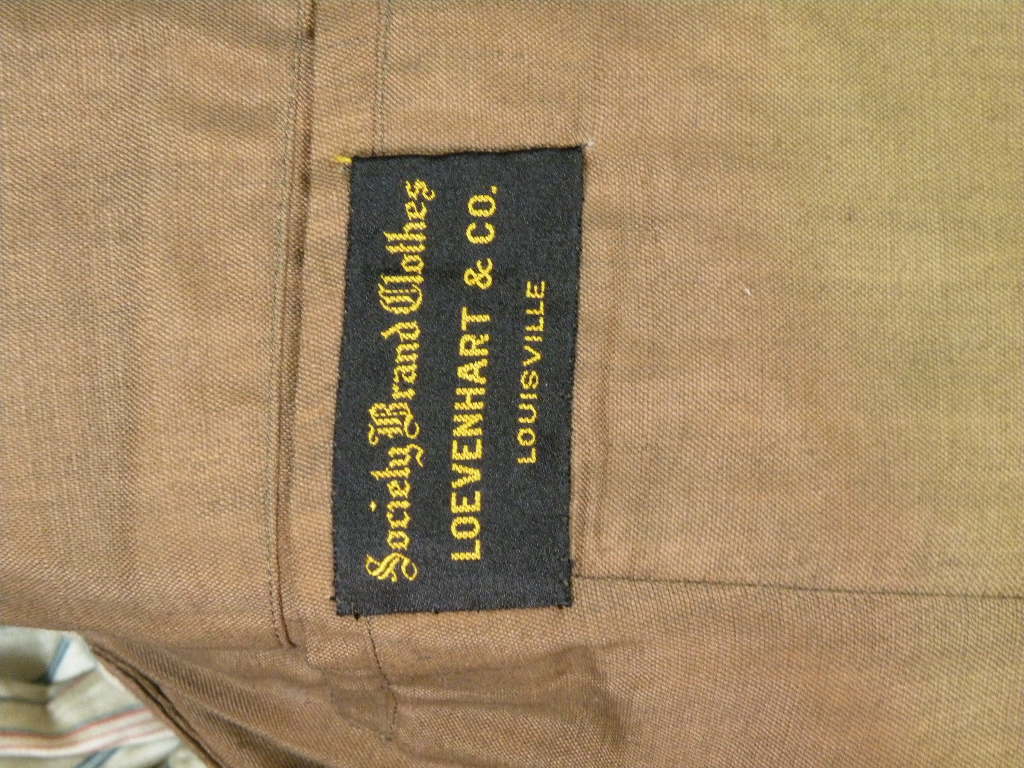 Society Brand Clothes
LOEVENHART & CO.
LOUISVILLE